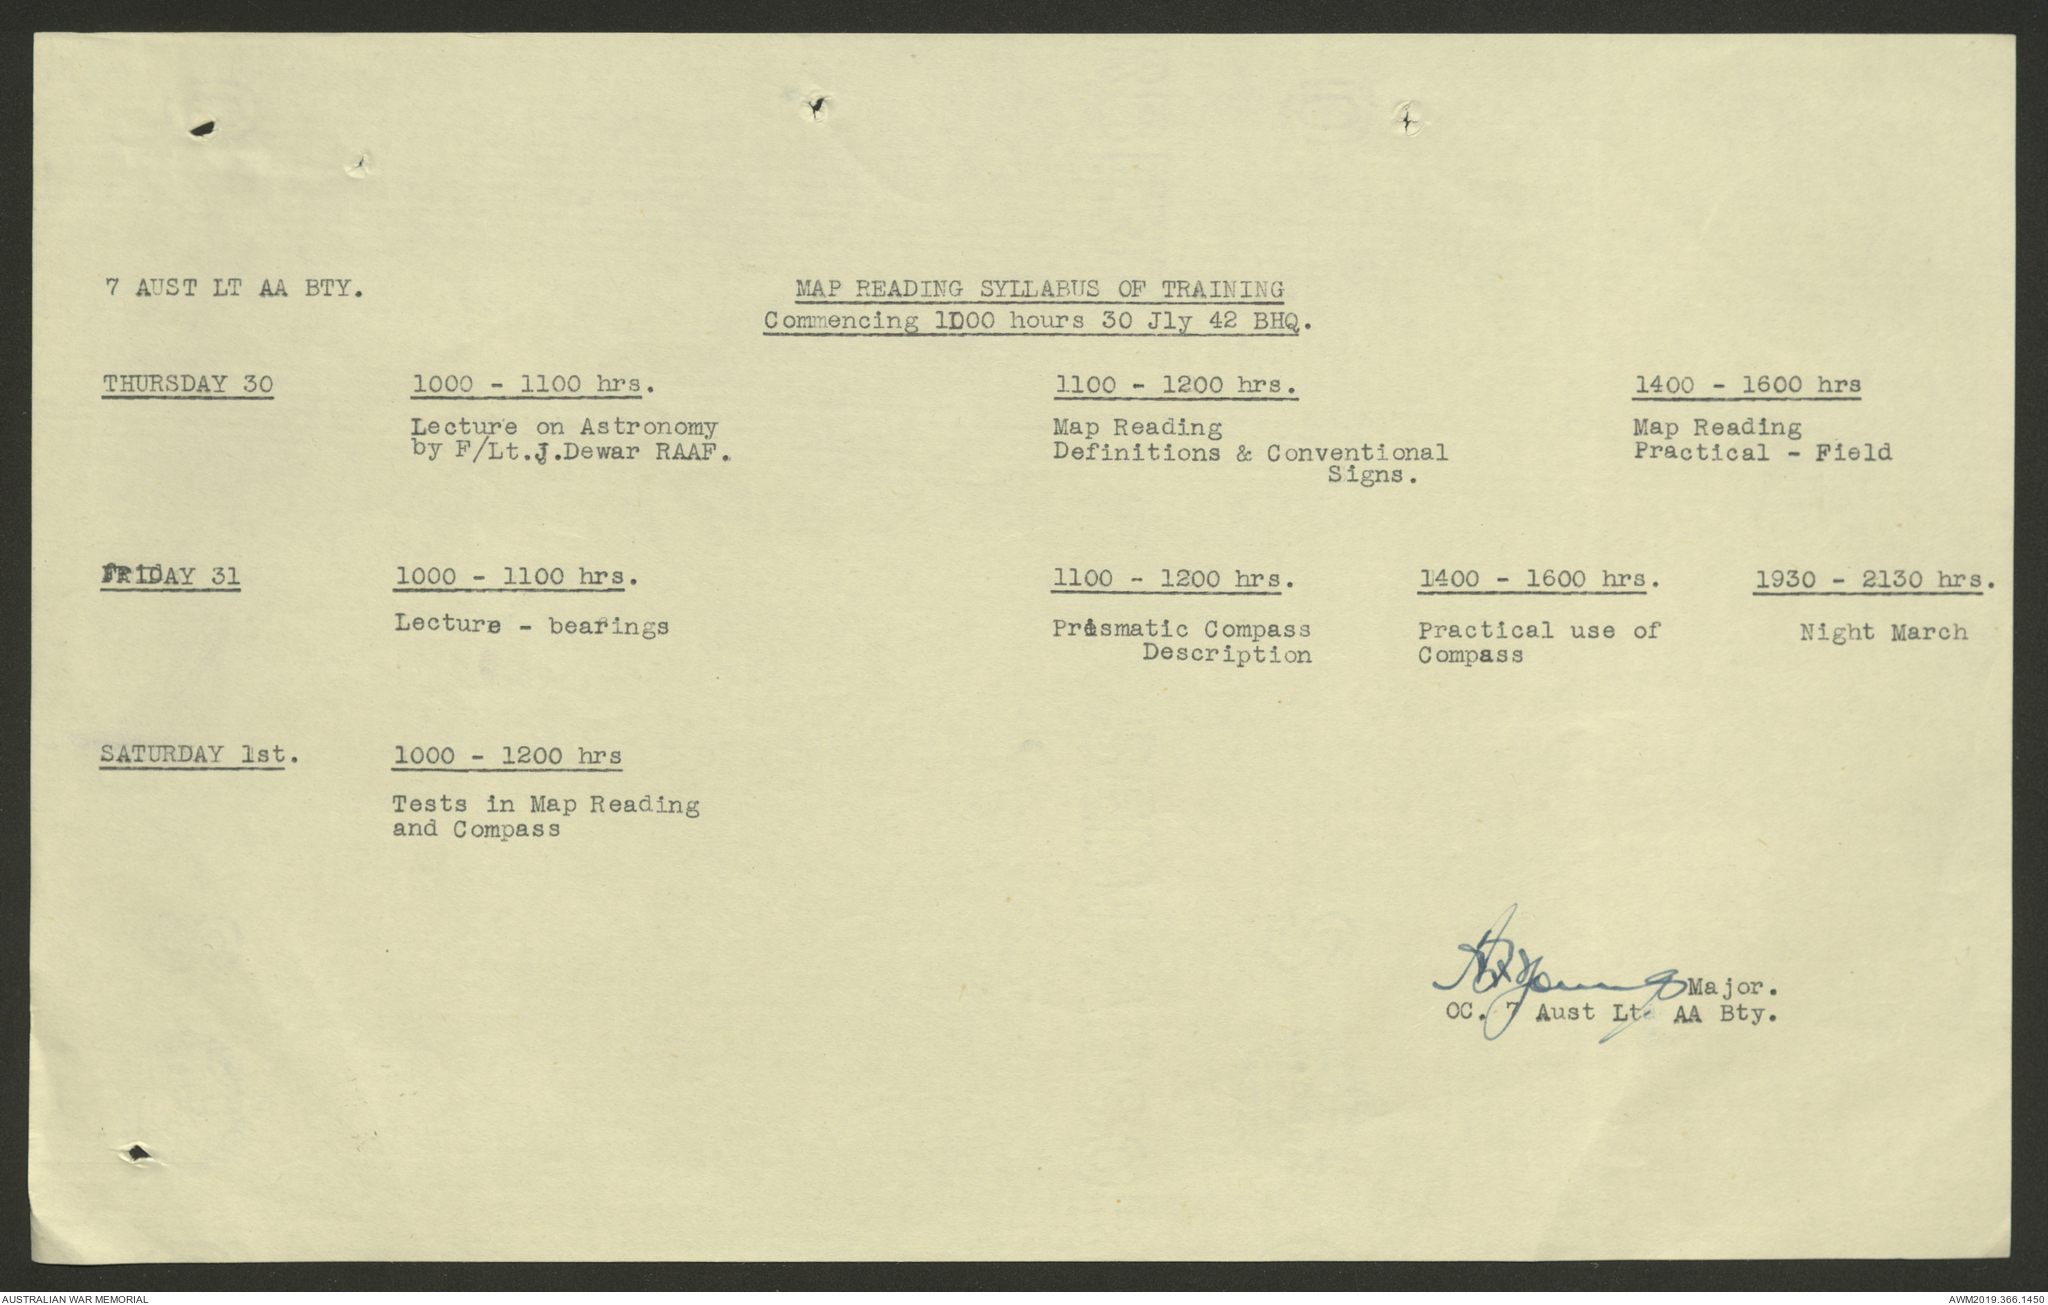 7 AUST LT AA BTY.
MAP READING SYLLABUS OF TRAINING
Commencing 1000 hours 30 Jly 42 BHQ.
THURSDAY 30 1000 - 1100 hrs. 1100 - 1200 hrs. 1400 - 1600 hrs
Lecture on Astronomy Map Reading Map Reading
by F/Lt.J.Dewar RAAF. Definitions & Conventional Practical - Field
Signs.
FRIDAY 31 1000 - 1100 hrs. 1100 - 1200 hrs. 1400 - 1600 hrs. 1930 - 2130 hrs.
Lecture - bearings Prismatic Compass Practical use of Night March
Description Compass
SATURDAY 1st. 1000 - 1200 hrs
Tests in Map Reading
and Compass
Major.
OC. 7 Aust Lt AA Bty.
AUSTRALIAN WAR MEMORIAL AWM2019.366.1450